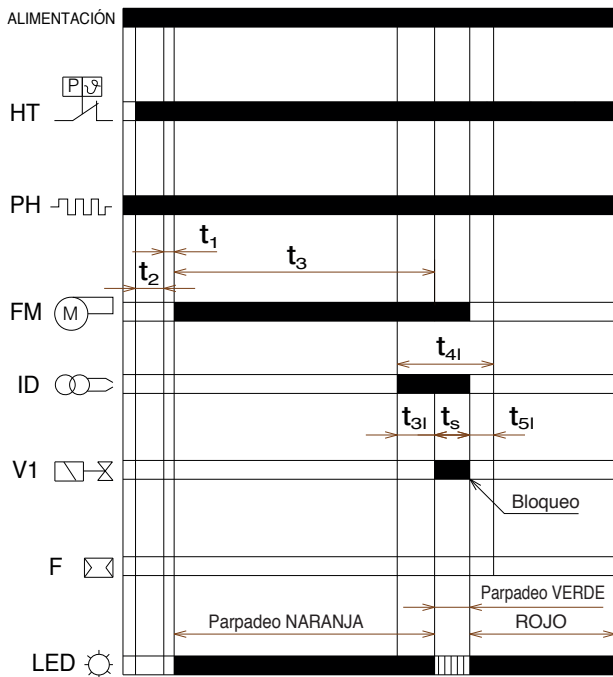 ALIMENTACIÓN
P ϑ
HT
PH
t1
t3
t2
FM M
t4l
ID
t3l ts t5l
V1
Bloqueo
F
Parpadeo VERDE
Parpadeo NARANJA ROJO
LED